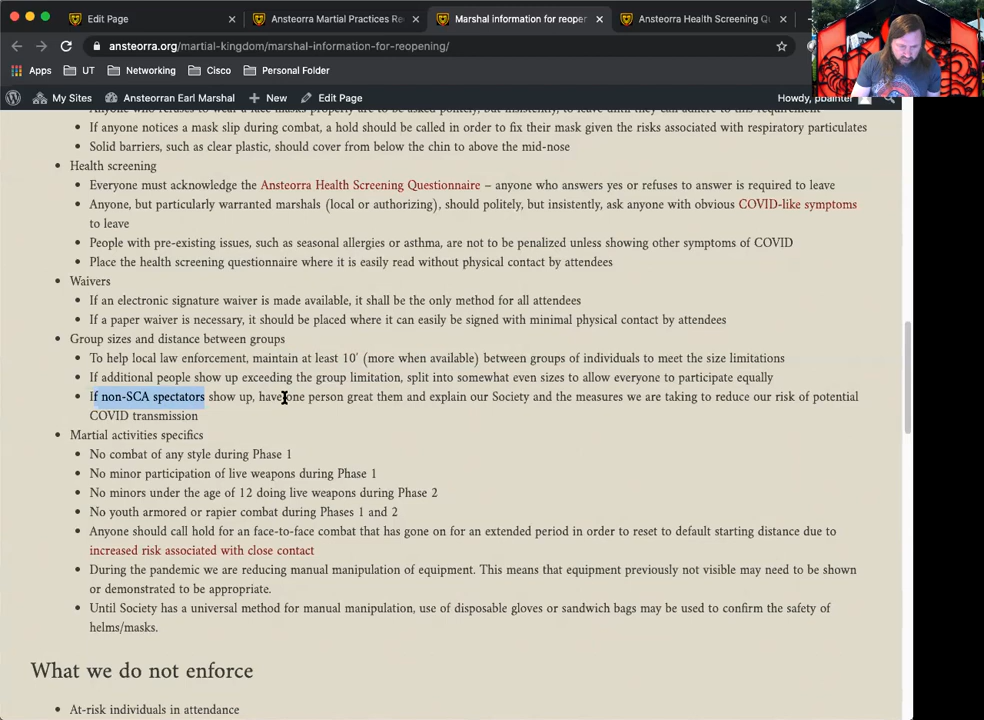 Edit Page
Ansteorra Martial Practices Re
Marshal information for reoper
Ansteorra Health Screening Q
ansteorra.org/martial-kingdom/marshal-information-for-reopening/
Apps UT Networking Cisco Personal Folder
My Sites Ansteorran Earl Marshal New Edit Page Howdy, pbainter
If anyone notices a mask slip during combat, a hold should be called in order to fix their mask given the risks associated with respiratory particulates
Solid barriers, such as clear plastic, should cover from below the chin to above the mid-nose
Health screening
Everyone must acknowledge the Ansteorra Health Screening Questionnaire – anyone who answers yes or refuses to answer is required to leave
Anyone, but particularly warranted marshals (local or authorizing), should politely, but insistently, ask anyone with obvious COVID-like symptoms
to leave
People with pre-existing issues, such as seasonal allergies or asthma, are not to be penalized unless showing other symptoms of COVID
Place the health screening questionnaire where it is easily read without physical contact by attendees
Waivers
If an electronic signature waiver is made available, it shall be the only method for all attendees
If a paper waiver is necessary, it should be placed where it can easily be signed with minimal physical contact by attendees
Group sizes and distance between groups
To help local law enforcement, maintain at least 10' (more when available) between groups of individuals to meet the size limitations
If additional people show up exceeding the group limitation, split into somewhat even sizes to allow everyone to participate equally
If non-SCA spectators show up, have one person great them and explain our Society and the measures we are taking to reduce our risk of potential
COVID transmission
Martial activities specifics
No combat of any style during Phase 1
No minor participation of live weapons during Phase 1
No minors under the age of 12 doing live weapons during Phase 2
No youth armored or rapier combat during Phases 1 and 2
Anyone should call hold for an face-to-face combat that has gone on for an extended period in order to reset to default starting distance due to
increased risk associated with close contact
During the pandemic we are reducing manual manipulation of equipment. This means that equipment previously not visible may need to be shown
or demonstrated to be appropriate.
Until Society has a universal method for manual manipulation, use of disposable gloves or sandwich bags may be used to confirm the safety of
helms/masks.
What we do not enforce
At-risk individuals in attendance